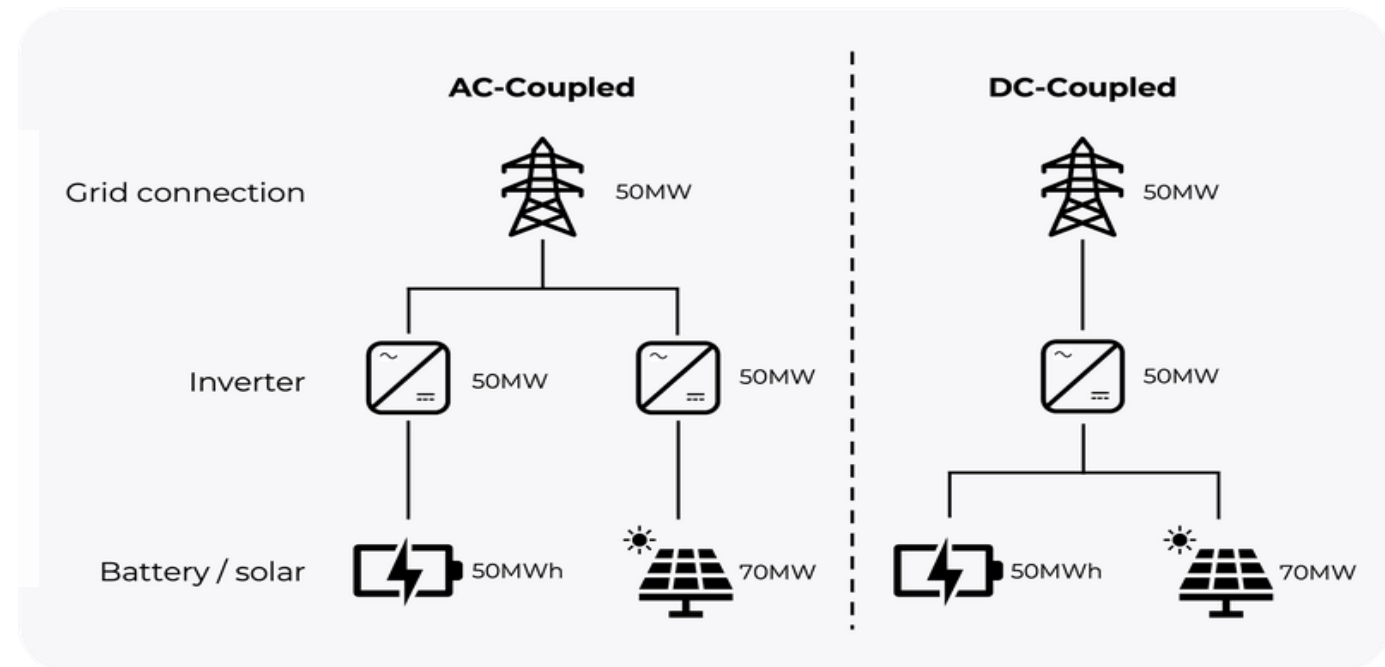 AC-Coupled
DC-Coupled
Grid connection
50MW
50MW
Inverter
50MW
50MW
50MW
Battery / solar
50MWh
70MW
50MWh
70MW